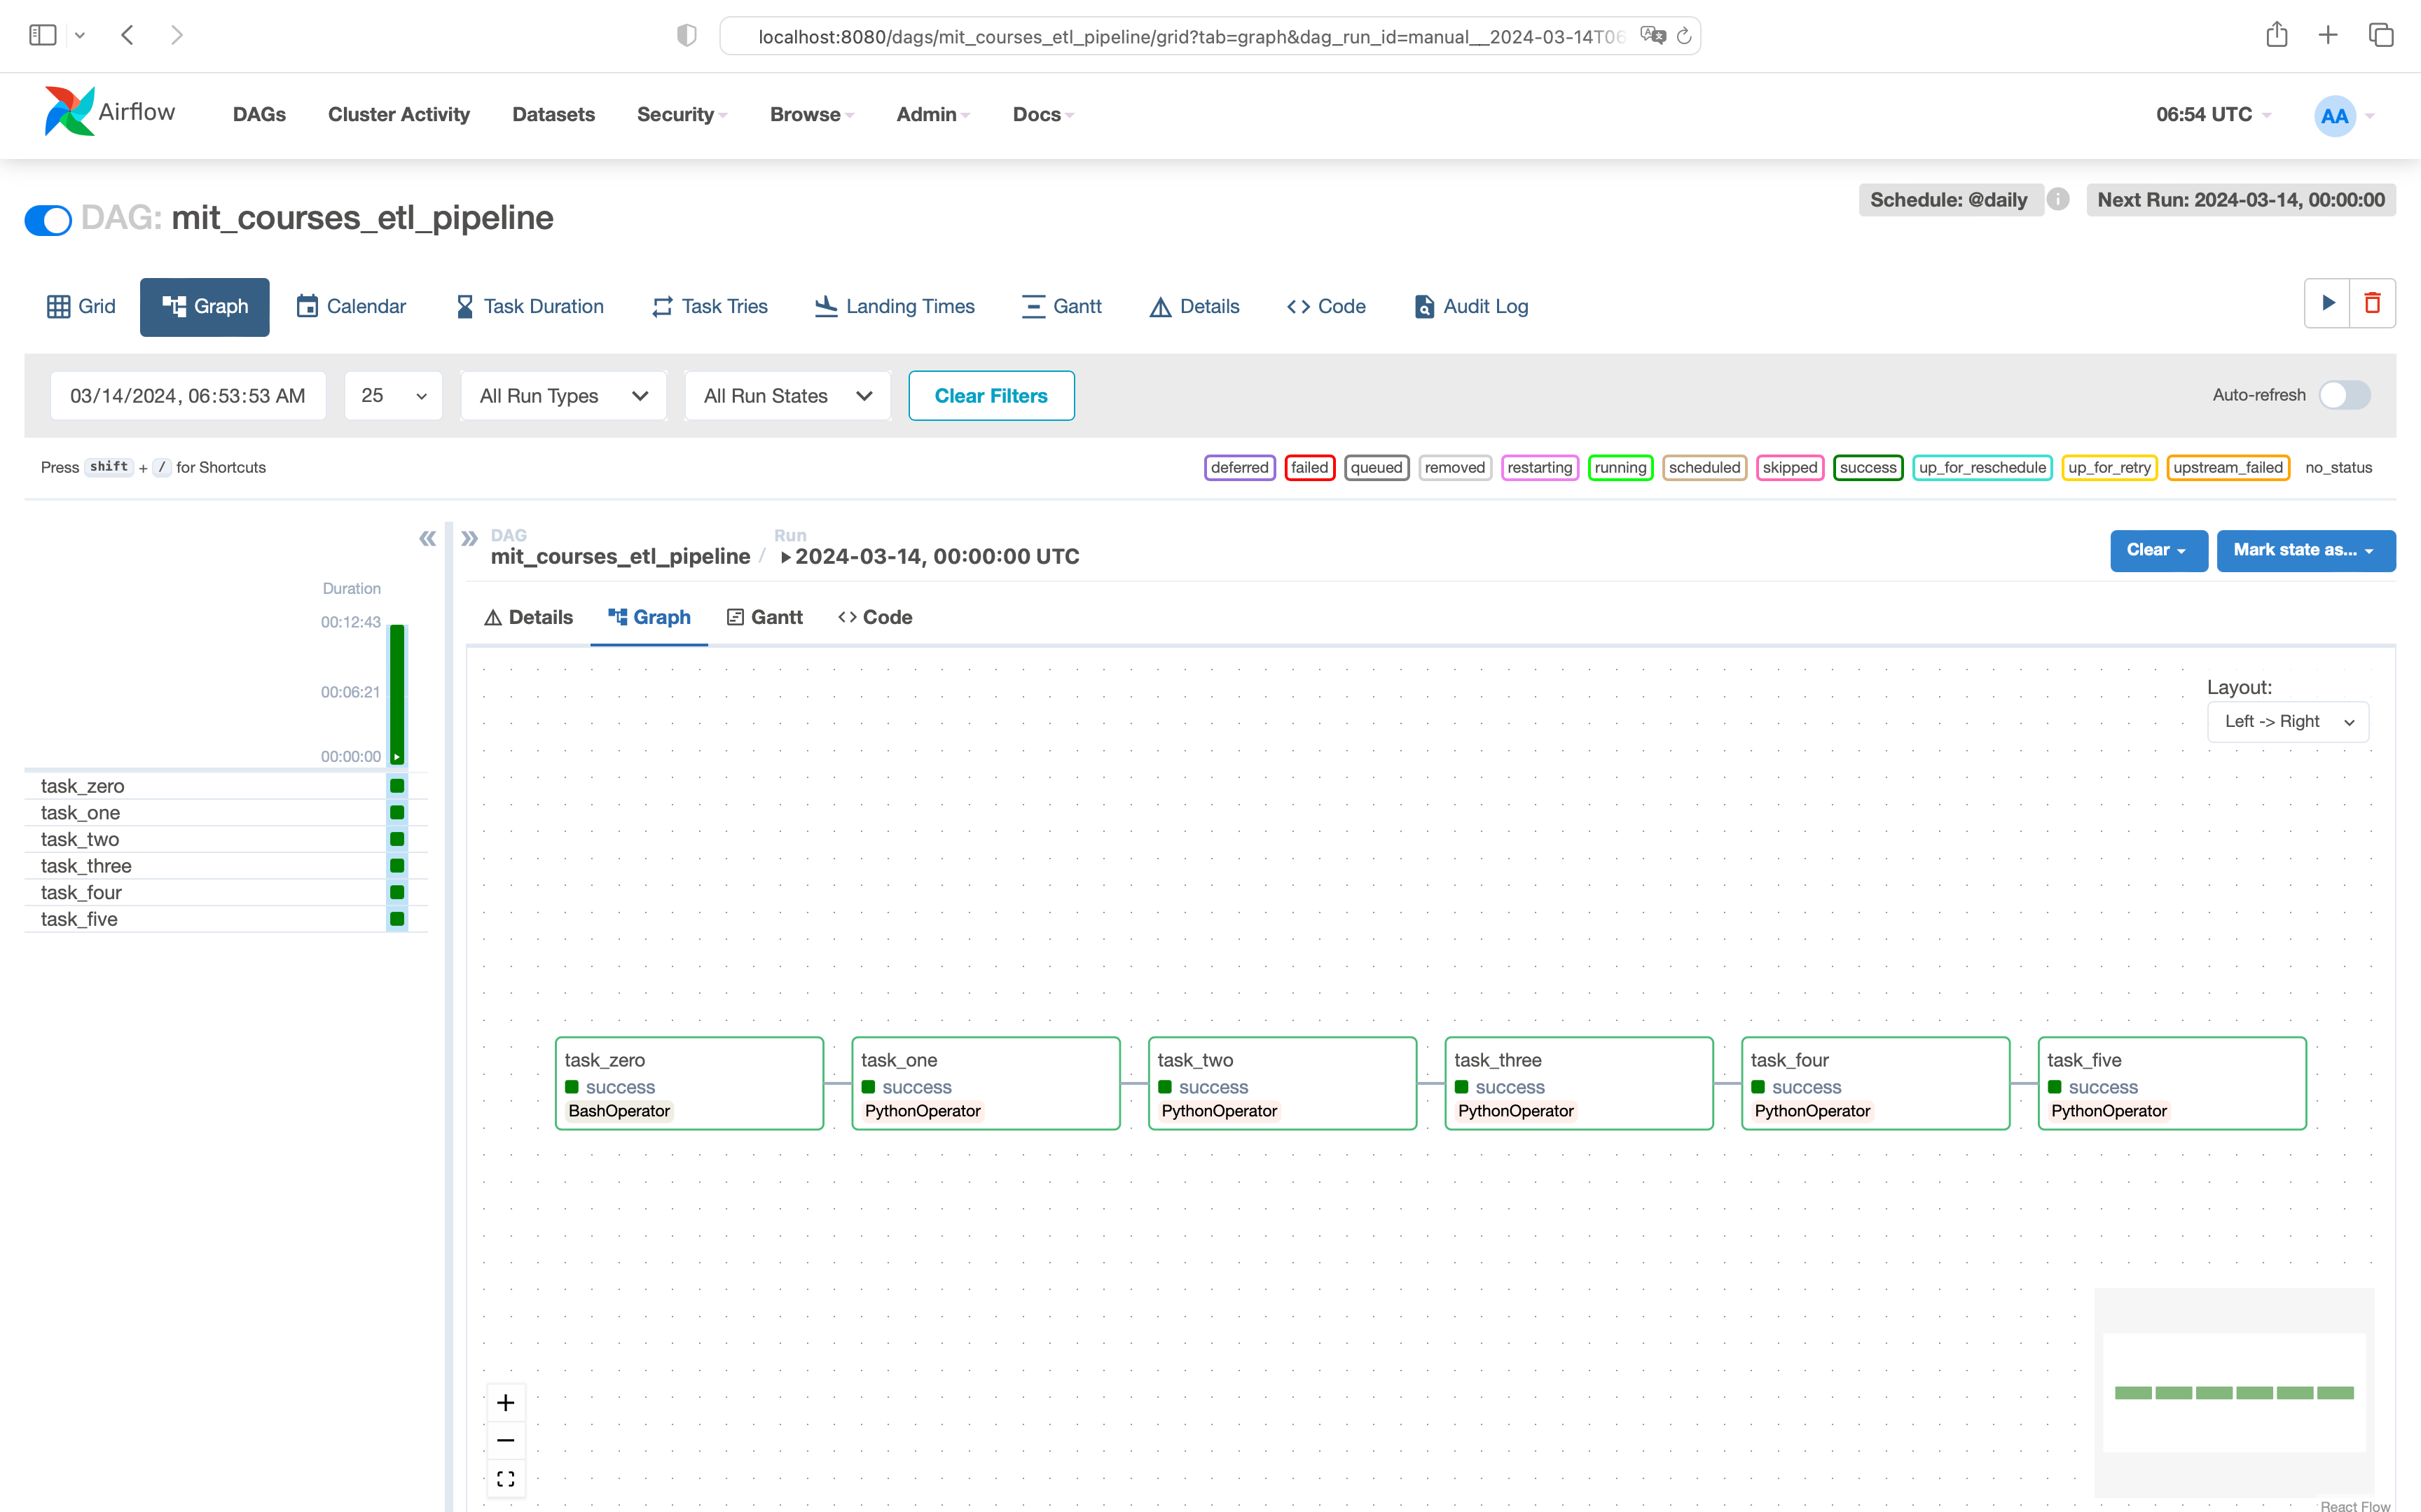 localhost:8080/dags/mit_courses_etl_pipeline/grid?tab=graph&dag_run_id=manual__2024-03-14T06
Airflow DAGs Cluster Activity Datasets Security Browse Admin Docs 06:54 UTC AA
Schedule: @daily Next Run: 2024-03-14, 00:00:00
DAG: mit_courses_etl_pipeline
Grid Graph Calendar Task Duration Task Tries Landing Times Gantt Details Code Audit Log
03/14/2024, 06:53:53 AM 25 All Run Types All Run States Clear Filters Auto-refresh
Press shift + / for Shortcuts deferred failed queued removed restarting running scheduled skipped success up_for_reschedule up_for_retry upstream_failed no_status
DAG Run
mit_courses_etl_pipeline / 2024-03-14, 00:00:00 UTC Clear Mark state as...
Duration
00:12:43
00:06:21
00:00:00
task_zero
task_one
task_two
task_three
task_four
task_five
Details Graph Gantt Code
Layout:
Left -> Right
task_zero
success
BashOperator
task_one
success
PythonOperator
task_two
success
PythonOperator
task_three
success
PythonOperator
task_four
success
PythonOperator
task_five
success
PythonOperator
React Flow